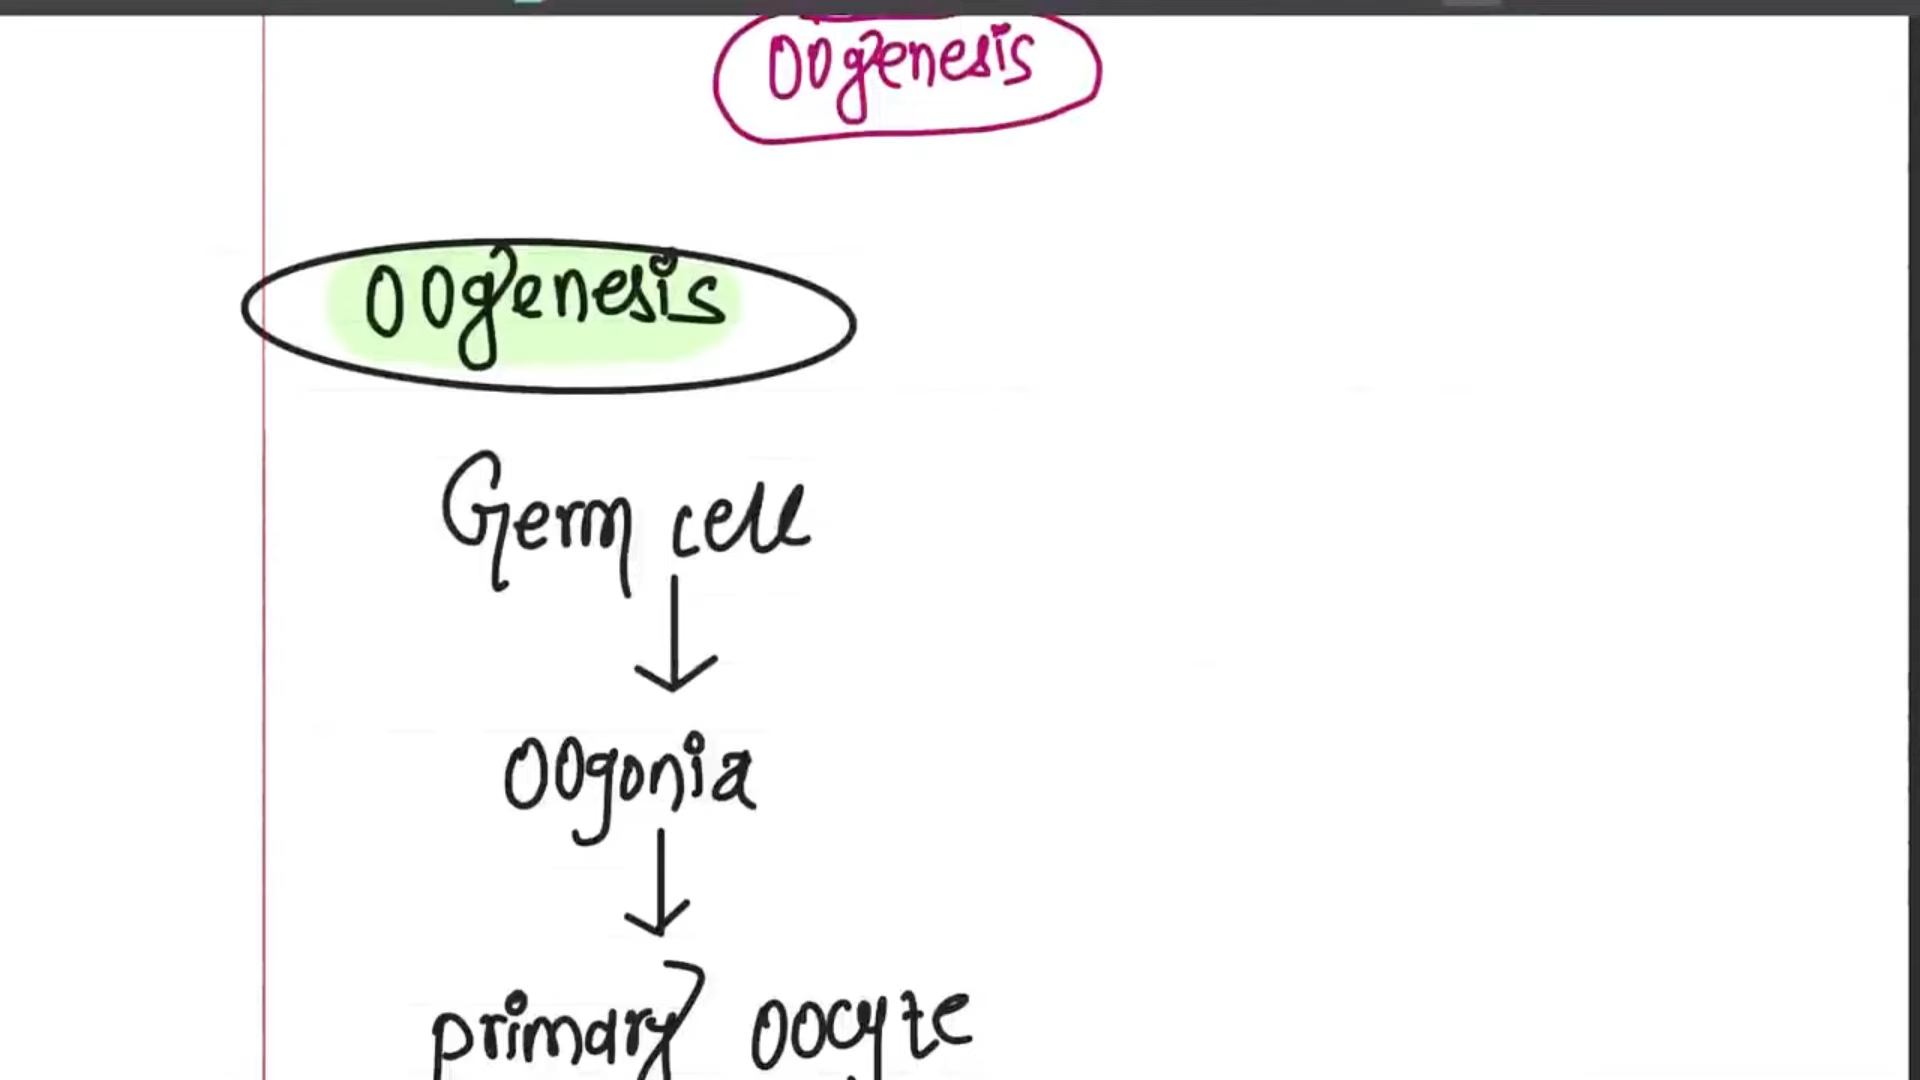 Oogenesis
Oogenesis
Germ cell
Oogonia
primary oocyte